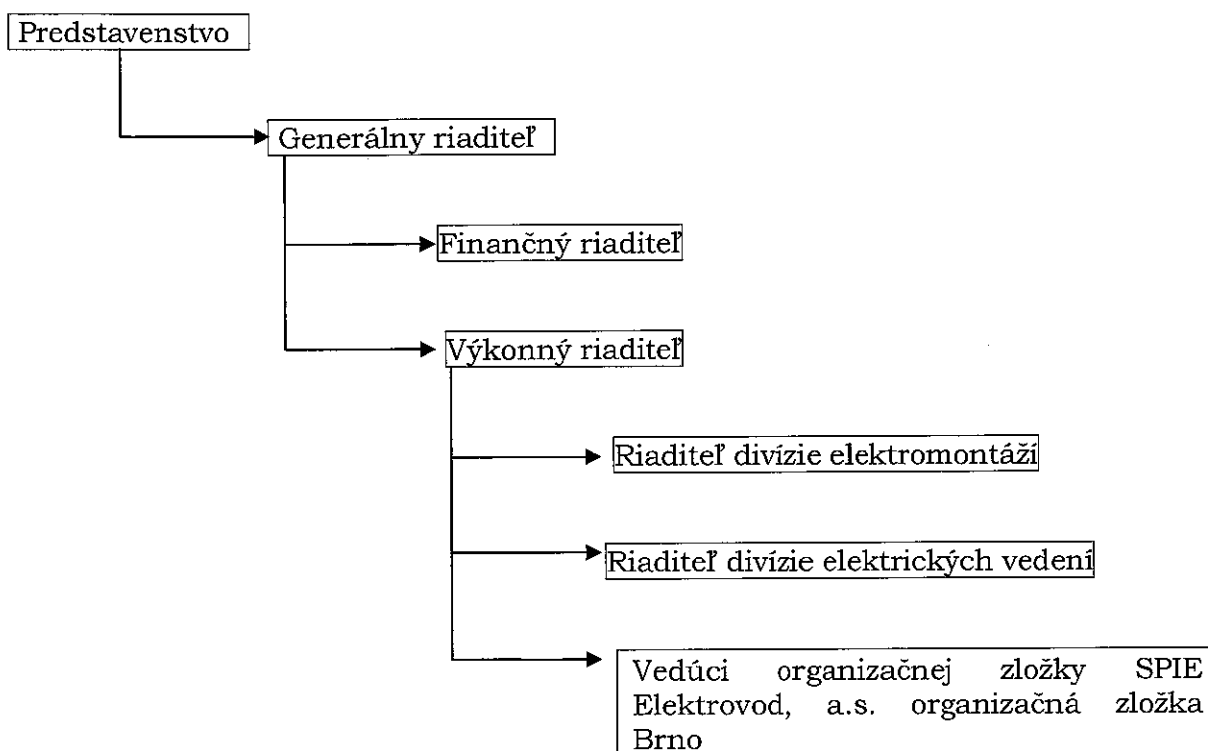 Predstavenstvo
Generálny riaditeľ
Finančný riaditeľ
Výkonný riaditeľ
Riaditeľ divízie elektromontáží
Riaditeľ divízie elektrických vedení
Vedúci organizačnej zložky SPIE
Elektrovod, a.s. organizačná zložka
Brno